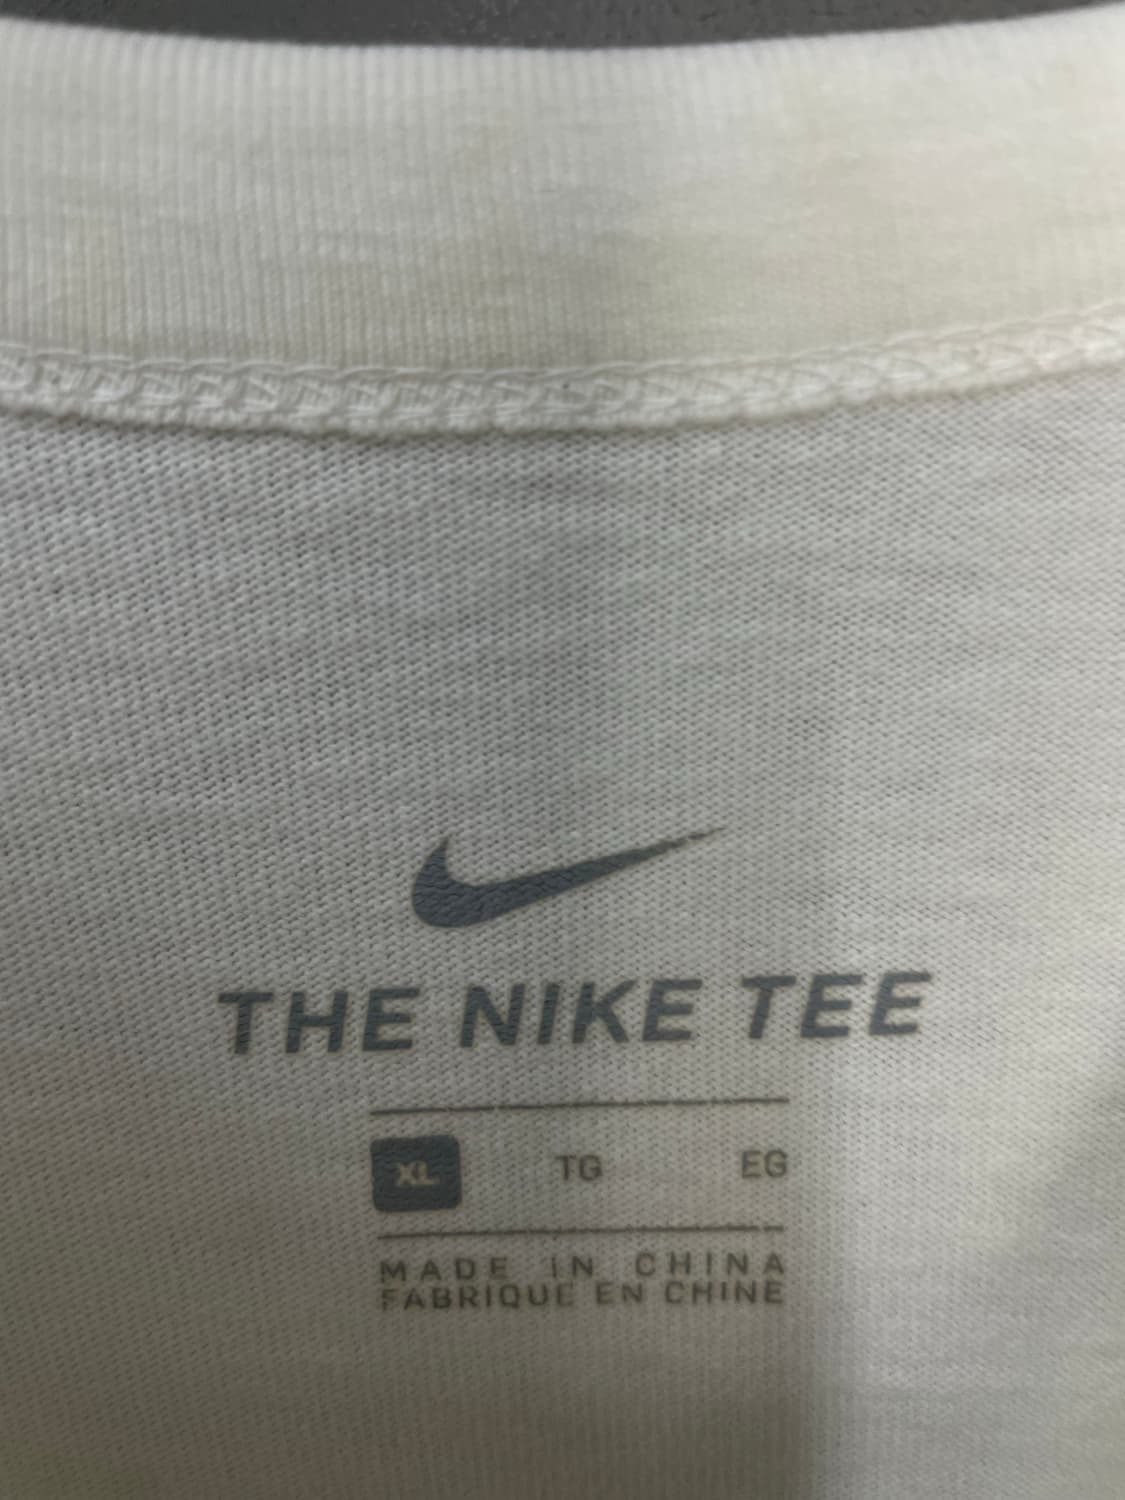 THE NIKE TEE
XL TG EG
MADE IN CHINA
FABRIQUE EN CHINE